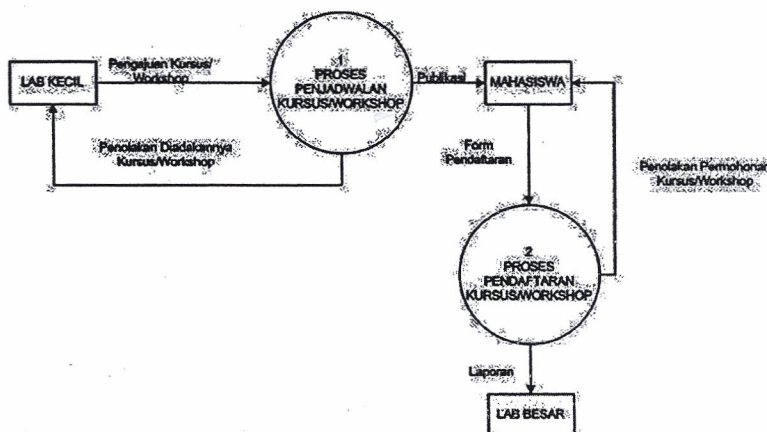 LAB KECIL
Pengajuan Kursus/
Workshop
1
PROSES
PENJADWALAN
KURSUS/WORKSHOP
Publikasi
MAHASISWA
Penolakan Diadakannya
Kursus/Workshop
Form
Pendaftaran
Penolakan Permohonan
Kursus/Workshop
2
PROSES
PENDAFTARAN
KURSUS/WORKSHOP
Laporan
LAB BESAR